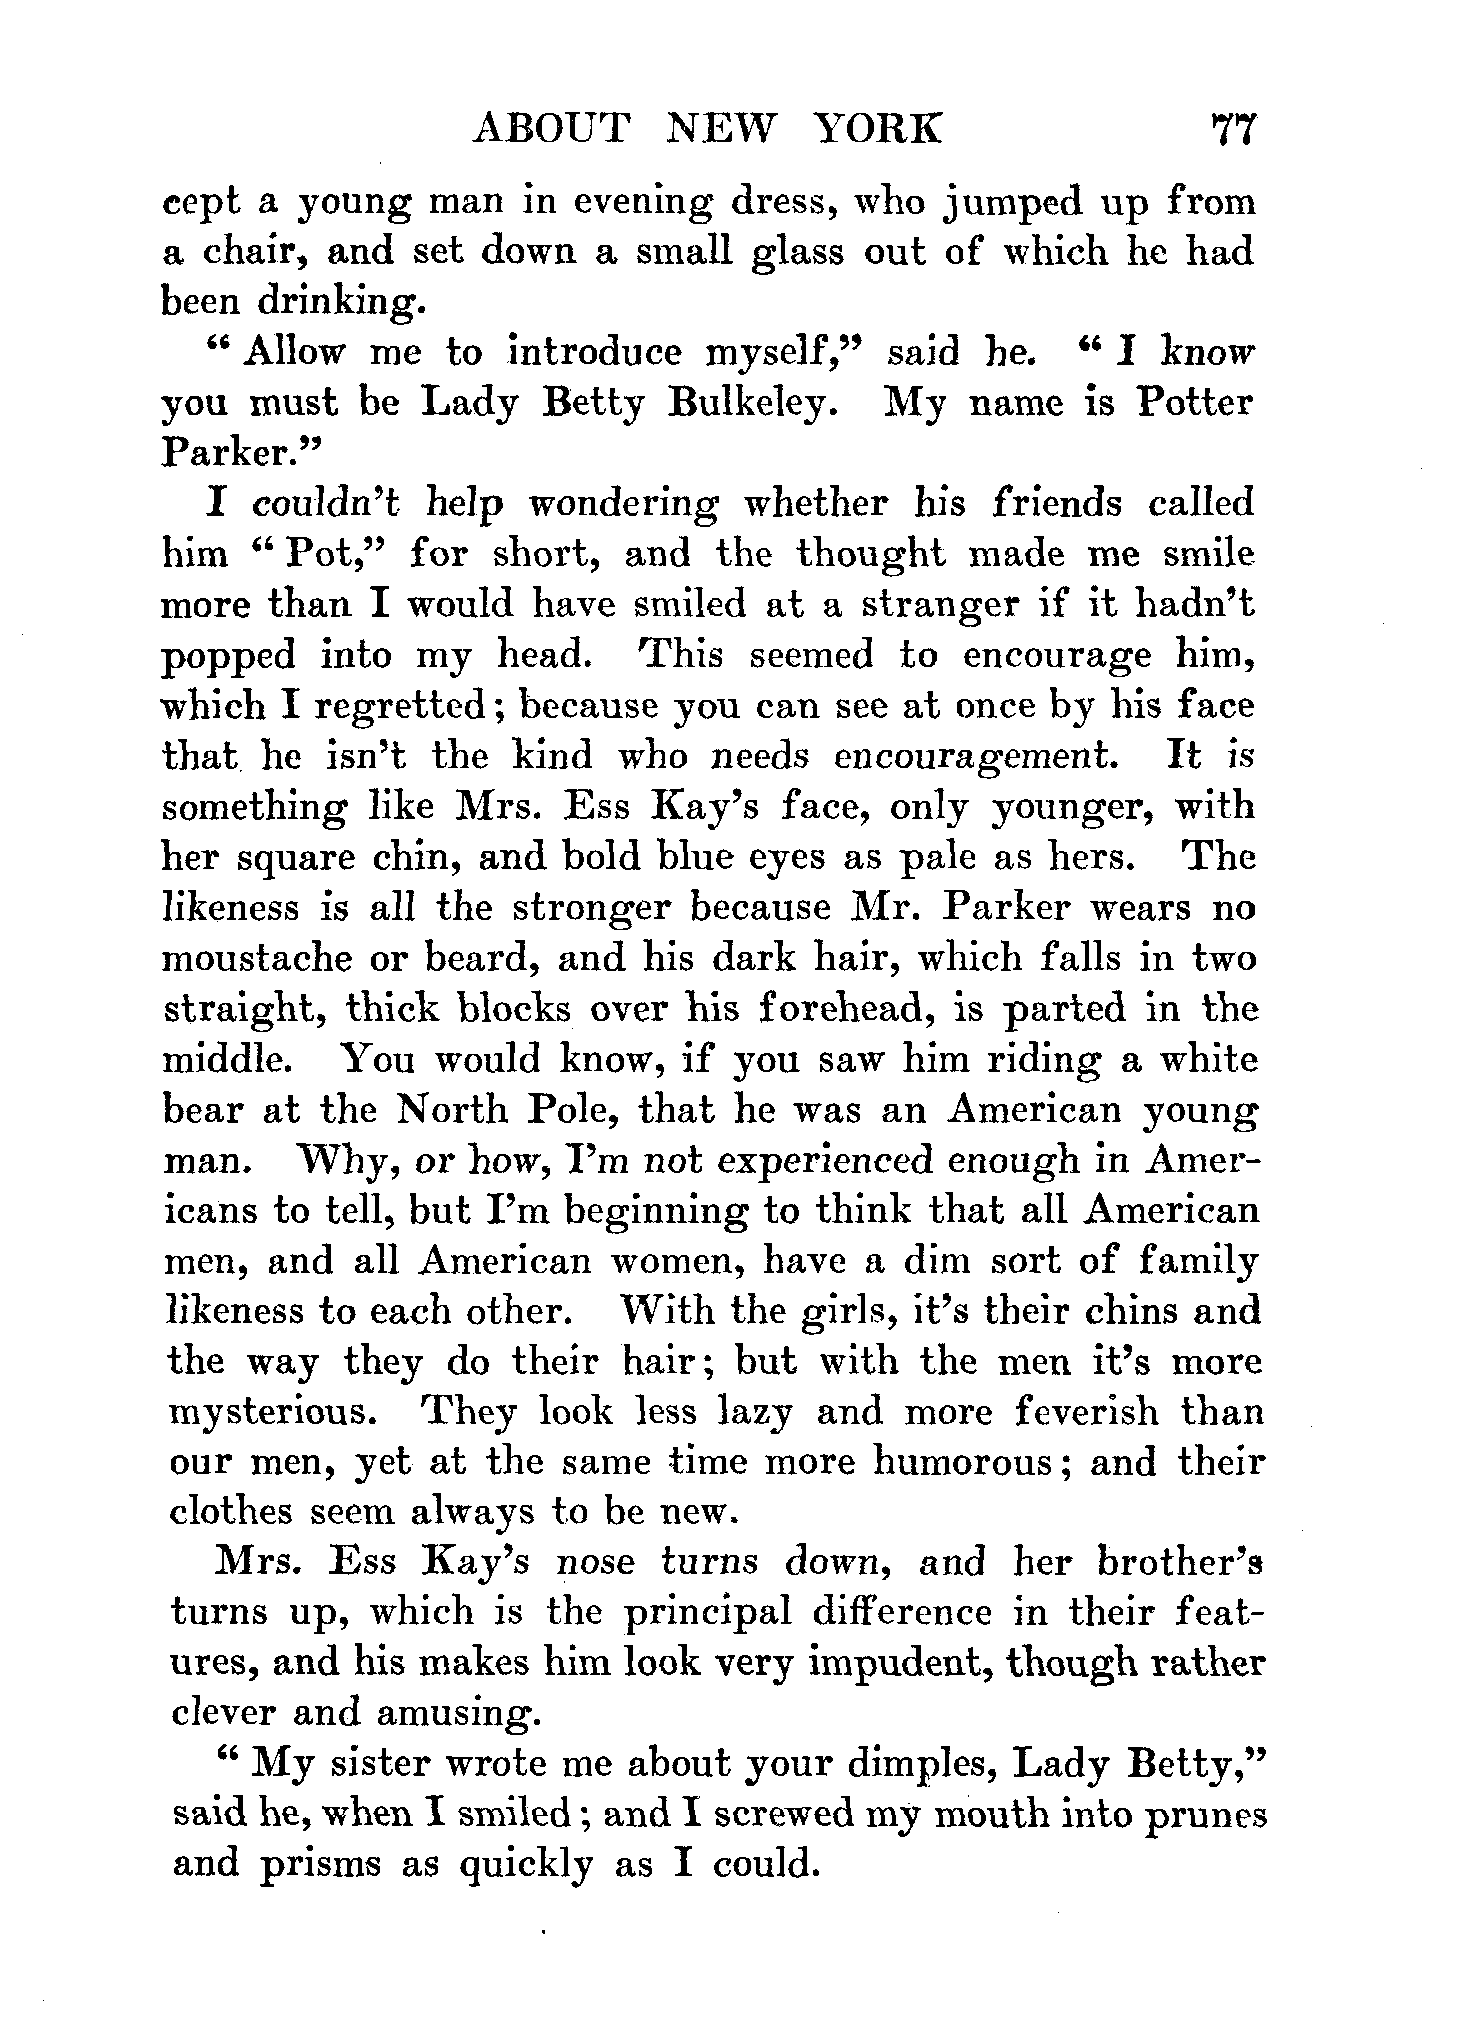 ABOUT NEW YORK 77
cept a young man in evening dress, who jumped up from
a chair, and set down a small glass out of which he had
been drinking.
“ Allow me to introduce myself,” said he. “ I know
you must be Lady Betty Bulkeley. My name is Potter
Parker.”
I couldn’t help wondering whether his friends called
him “ Pot,” for short, and the thought made me smile
more than I would have smiled at a stranger if it hadn’t
popped into my head. This seemed to encourage him,
which I regretted; because you can see at once by his face
that he isn’t the kind who needs encouragement. It is
something like Mrs. Ess Kay’s face, only younger, with
her square chin, and bold blue eyes as pale as hers. The
likeness is all the stronger because Mr. Parker wears no
moustache or beard, and his dark hair, which falls in two
straight, thick blocks over his forehead, is parted in the
middle. You would know, if you saw him riding a white
bear at the North Pole, that he was an American young
man. Why, or how, I’m not experienced enough in Amer-
icans to tell, but I’m beginning to think that all American
men, and all American women, have a dim sort of family
likeness to each other. With the girls, it’s their chins and
the way they do their hair; but with the men it’s more
mysterious. They look less lazy and more feverish than
our men, yet at the same time more humorous; and their
clothes seem always to be new.
Mrs. Ess Kay’s nose turns down, and her brother’s
turns up, which is the principal difference in their feat-
ures, and his makes him look very impudent, though rather
clever and amusing.
“ My sister wrote me about your dimples, Lady Betty,”
said he, when I smiled; and I screwed my mouth into prunes
and prisms as quickly as I could.